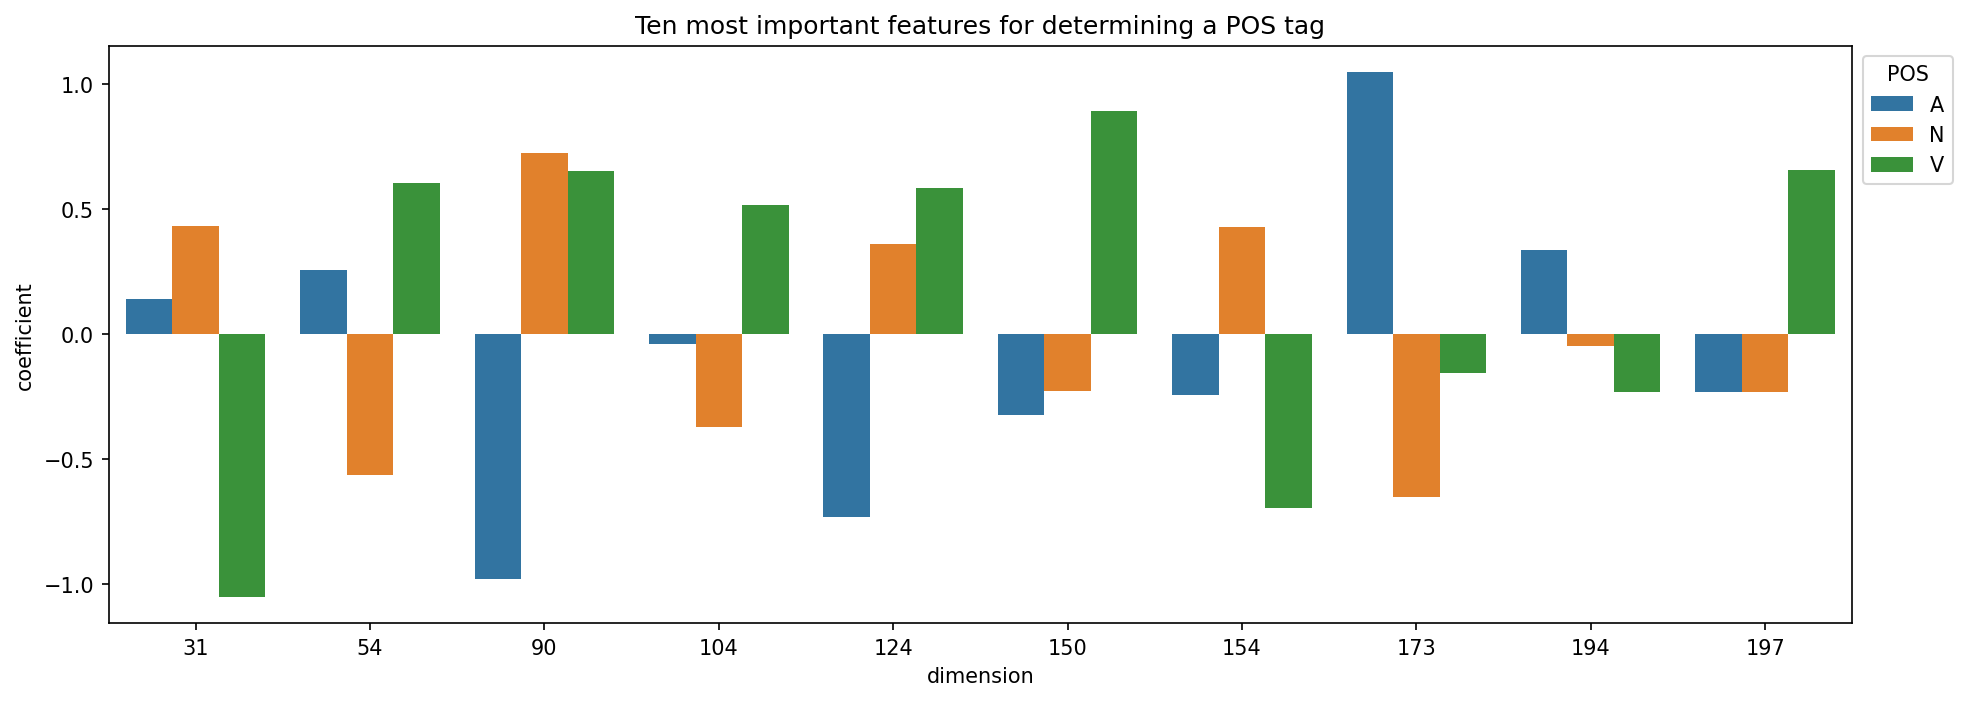 Ten most important features for determining a POS tag
POS
A
N
V
1.0
0.5
0.0
−0.5
−1.0
coefficient
31 54 90 104 124 150 154 173 194 197
dimension